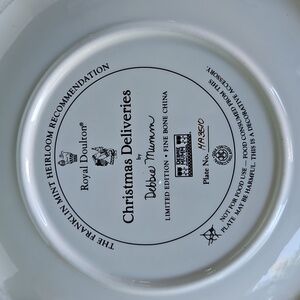 THE FRANKLIN MINT HEIRLOOM RECOMMENDATION
Royal Doulton®
Christmas Deliveries
by
Debbie Mumm
LIMITED EDITION • FINE BONE CHINA
Plate No.
NOT FOR FOOD USE — FOOD CONSUMED FROM THIS
PLATE MAY BE HARMFUL. THIS IS A DECORATIVE ACCESSORY.